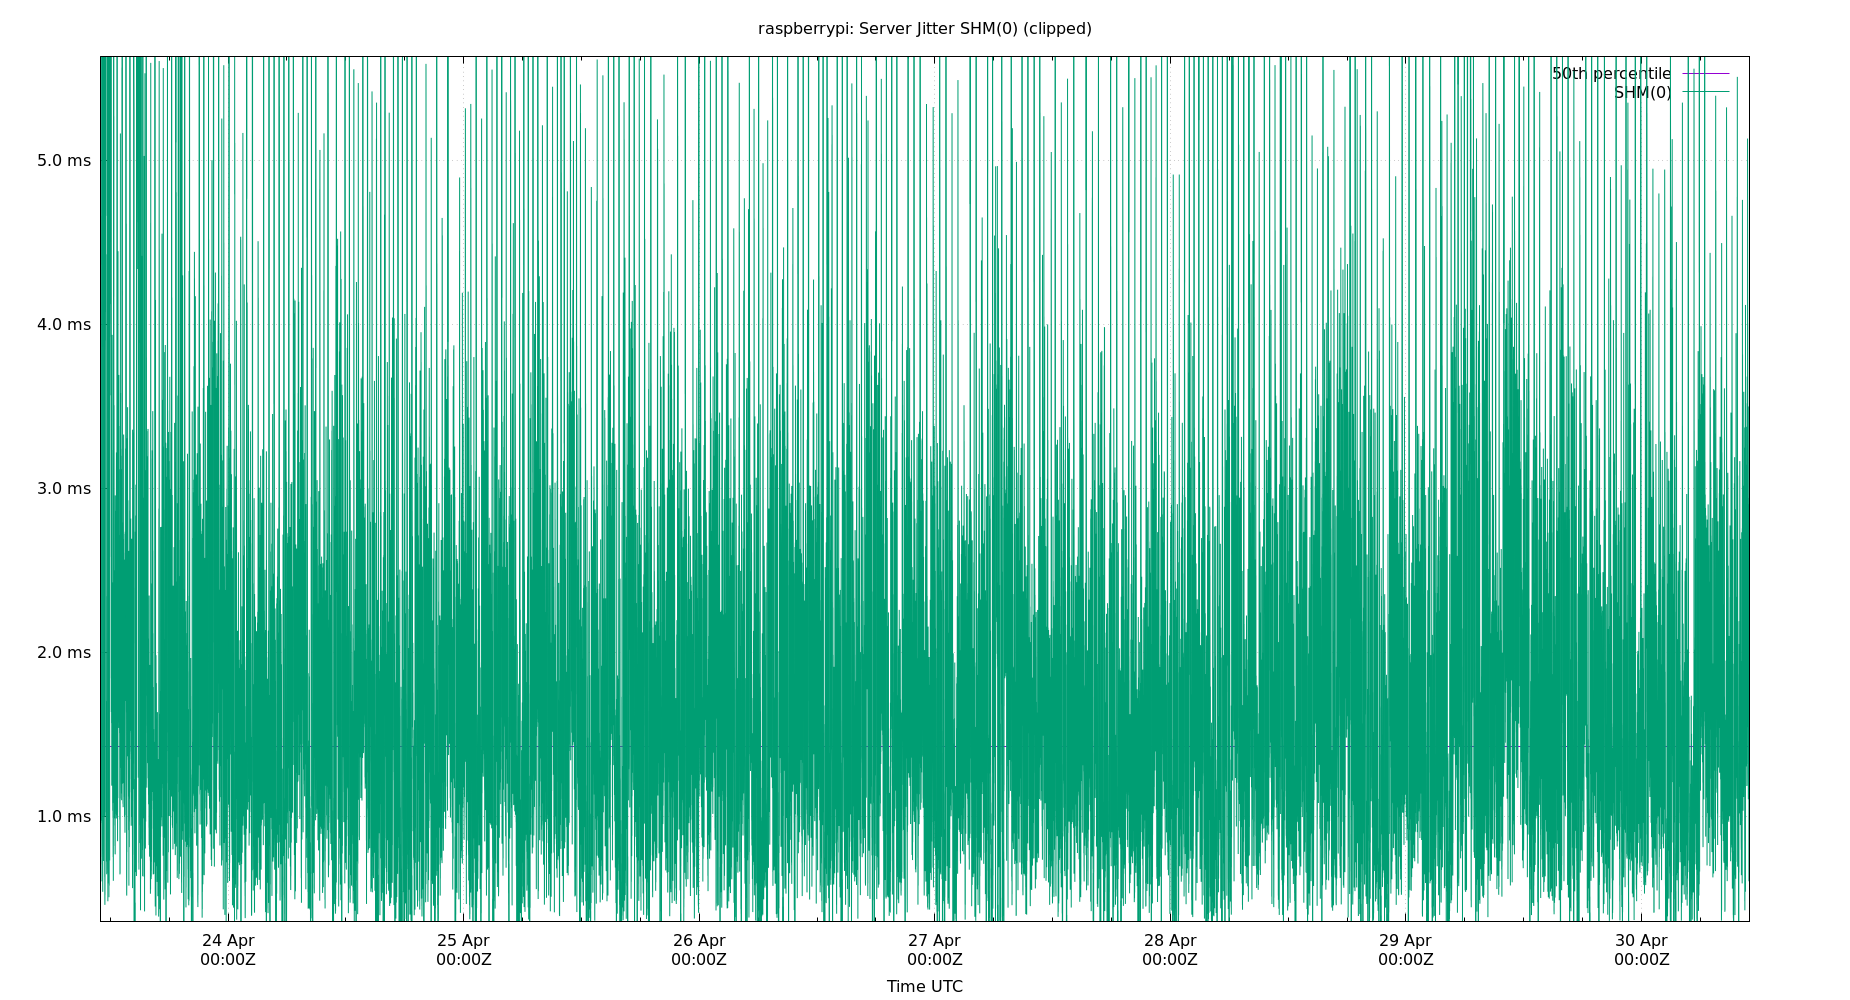 raspberrypi: Server Jitter SHM(0) (clipped)
50th percentile
SHM(0)
5.0 ms
4.0 ms
3.0 ms
2.0 ms
1.0 ms
24 Apr 25 Apr 26 Apr 27 Apr 28 Apr 29 Apr 30 Apr
00:00Z 00:00Z 00:00Z 00:00Z 00:00Z 00:00Z 00:00Z
Time UTC